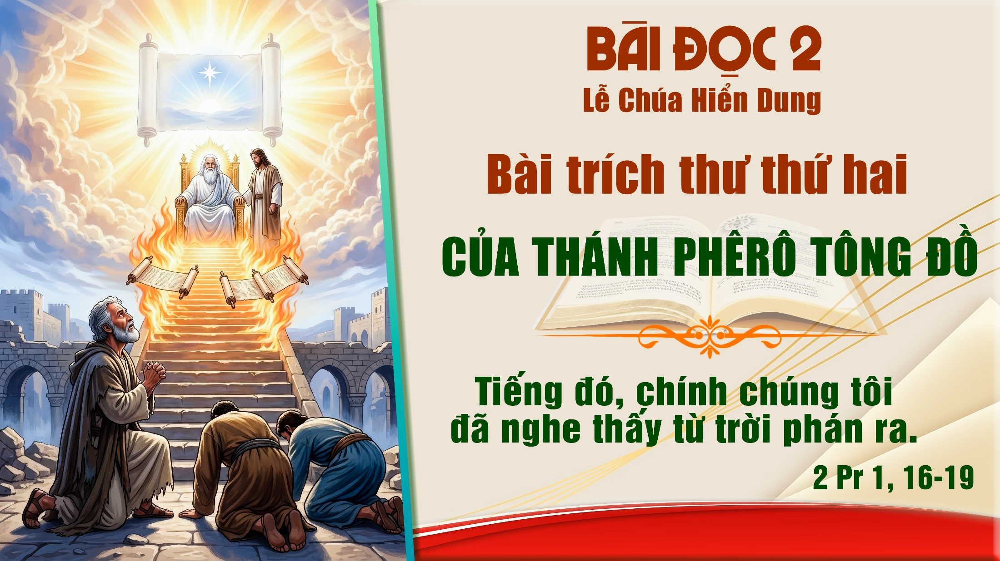 BÀI ĐỌC 2
Lễ Chúa Hiển Dung
Bài trích thư thứ hai
CỦA THÁNH PHÊRÔ TÔNG ĐỒ
Tiếng đó, chính chúng tôi
đã nghe thấy từ trời phán ra.
2 Pr 1, 16-19